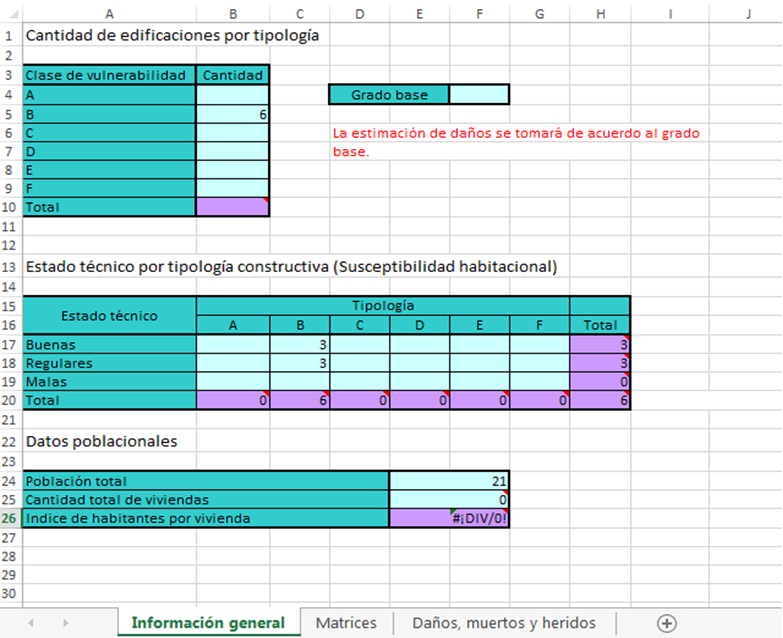 A B C D E F G H I J
1 Cantidad de edificaciones por tipología
2
3 Clase de vulnerabilidad Cantidad
4 A Grado base
5 B 6
6 C La estimación de daños se tomará de acuerdo al grado
7 D base.
8 E
9 F
10 Total
11
12
13 Estado técnico por tipología constructiva (Susceptibilidad habitacional)
14
15 Estado técnico Tipología
16 A B C D E F Total
17 Buenas 3 3
18 Regulares 3 3
19 Malas 0
20 Total 0 6 0 0 0 0 6
21
22 Datos poblacionales
23
24 Población total 21
25 Cantidad total de viviendas 0
26 Indice de habitantes por vivienda #¡DIV/0!
27
28
29
30
Información general Matrices Daños, muertos y heridos